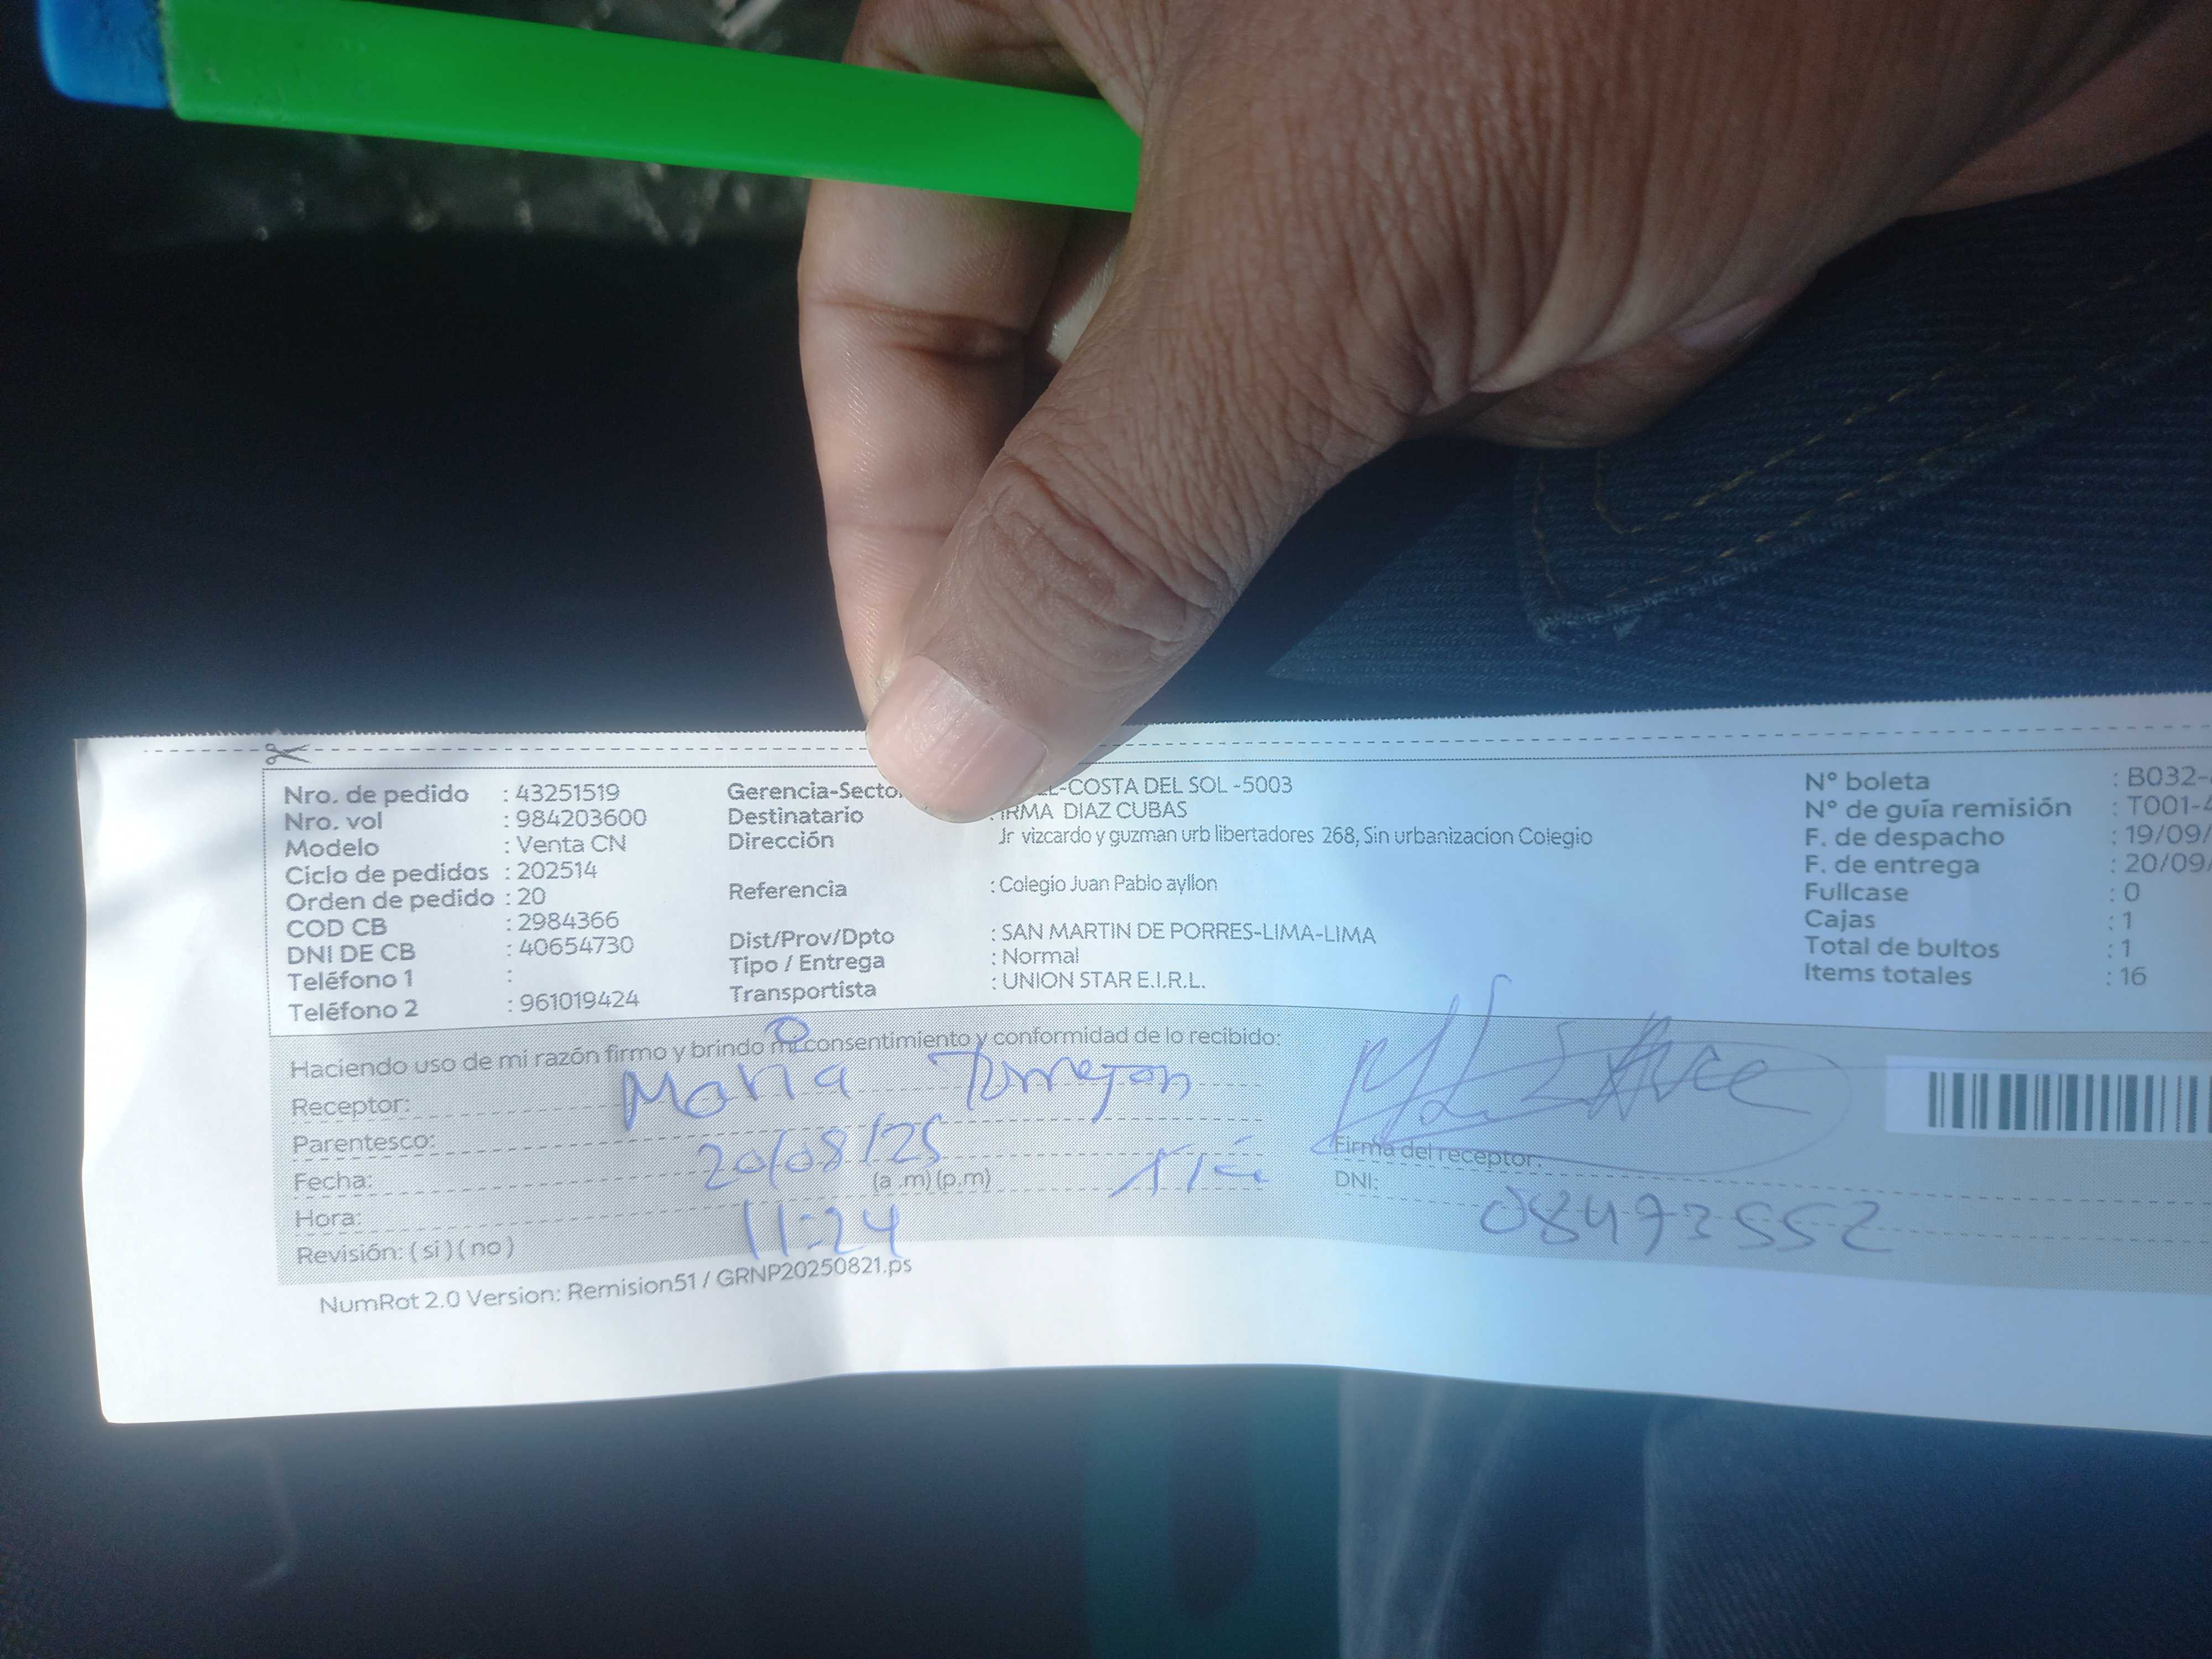 Nro. de pedido : 43251519
Nro. vol : 984203600
Modelo : Venta CN
Ciclo de pedidos : 202514
Orden de pedido : 20
COD CB : 2984366
DNI DE CB : 40654730
Teléfono 1 :
Teléfono 2 : 961019424
Gerencia-Sector -COSTA DEL SOL -5003
Destinatario : IRMA DIAZ CUBAS
Dirección Jr vizcardo y guzman urb libertadores 268, Sin urbanizacion Colegio
Referencia : Colegio Juan Pablo ayllon
Dist/Prov/Dpto : SAN MARTIN DE PORRES-LIMA-LIMA
Tipo / Entrega : Normal
Transportista : UNION STAR E.I.R.L.
N° boleta : B032-
N° de guía remisión : T001-4
F. de despacho : 19/09/
F. de entrega : 20/09/
Fullcase : 0
Cajas : 1
Total de bultos : 1
Items totales : 16
Haciendo uso de mi razón firmo y brindo mi consentimiento y conformidad de lo recibido:
Receptor: Maria
Parentesco:
Fecha: 20/08/25 (a .m) (p.m)
Hora: 11:24
Revisión: ( si ) ( no )
Firma del receptor:
DNI: 08473552
NumRot 2.0 Version: Remision51 / GRNP20250821.ps